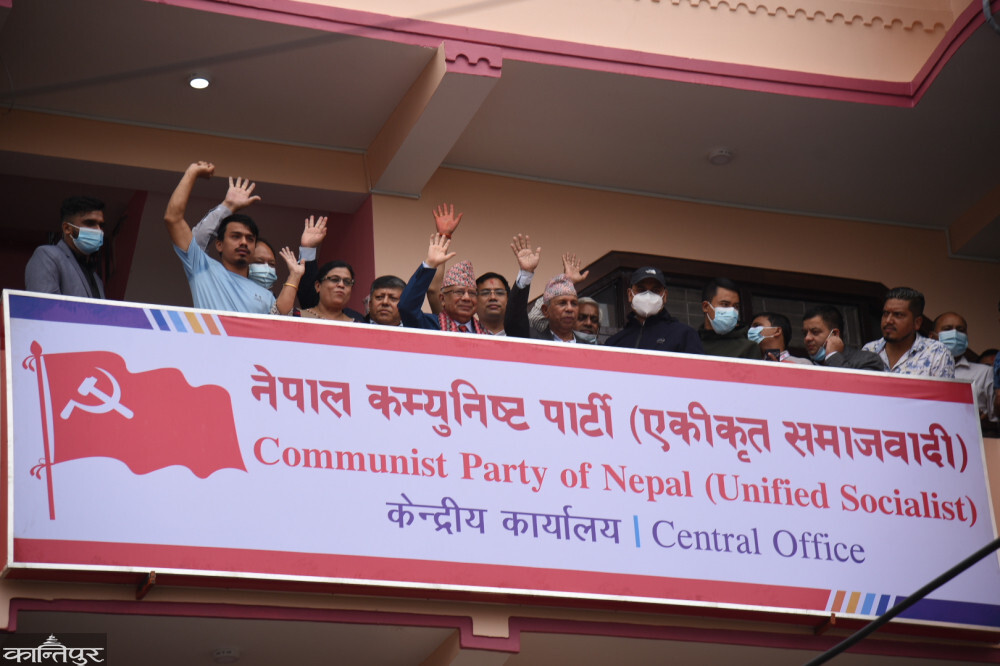 नेपाल कम्युनिष्ट पार्टी (एकीकृत समाजवादी)
Communist Party of Nepal (Unified Socialist)
केन्द्रीय कार्यालय | Central Office
कान्तिपुर